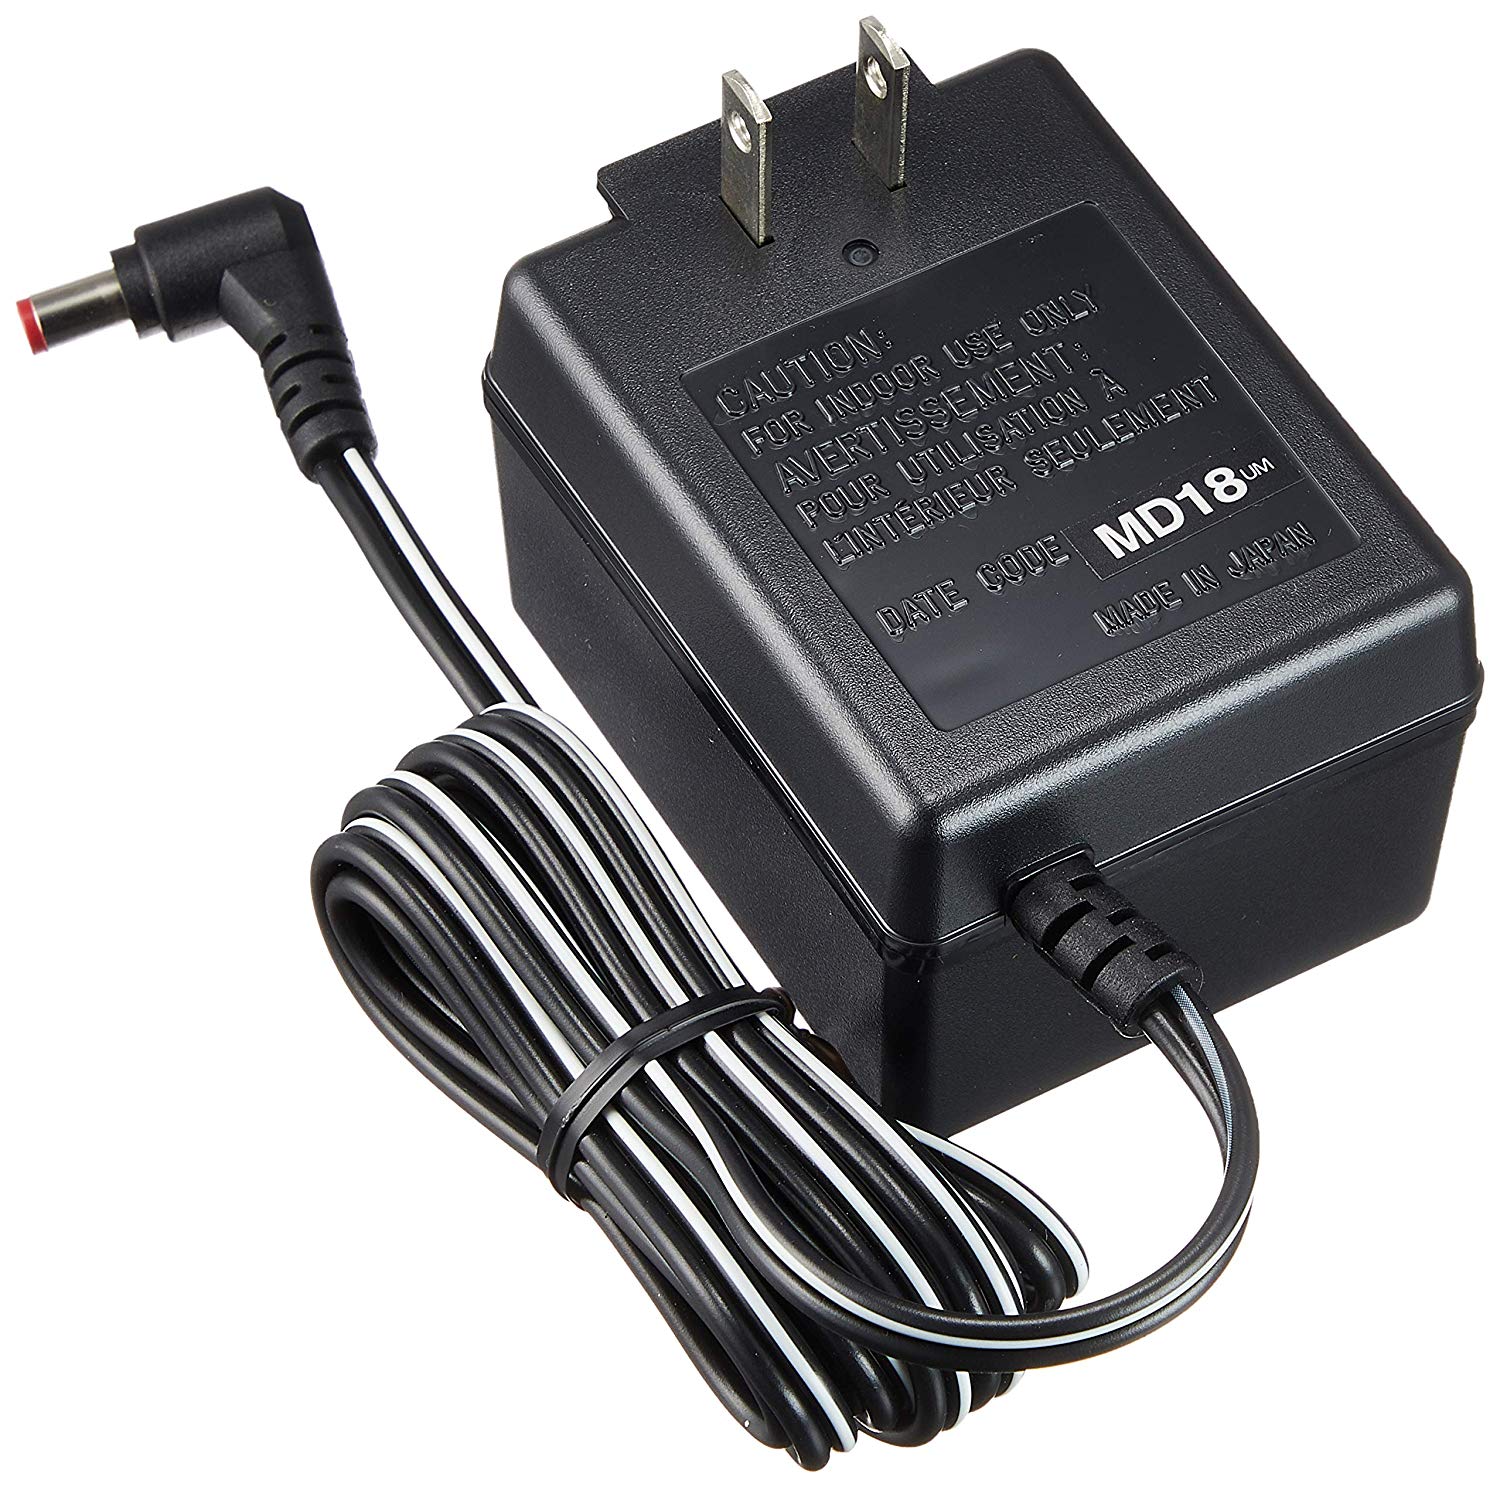 CAUTION:
FOR INDOOR USE ONLY
AVERTISSEMENT:
POUR UTILISATION À
L'INTÉRIEUR SEULEMENT
DATE CODE MD18UM
MADE IN JAPAN